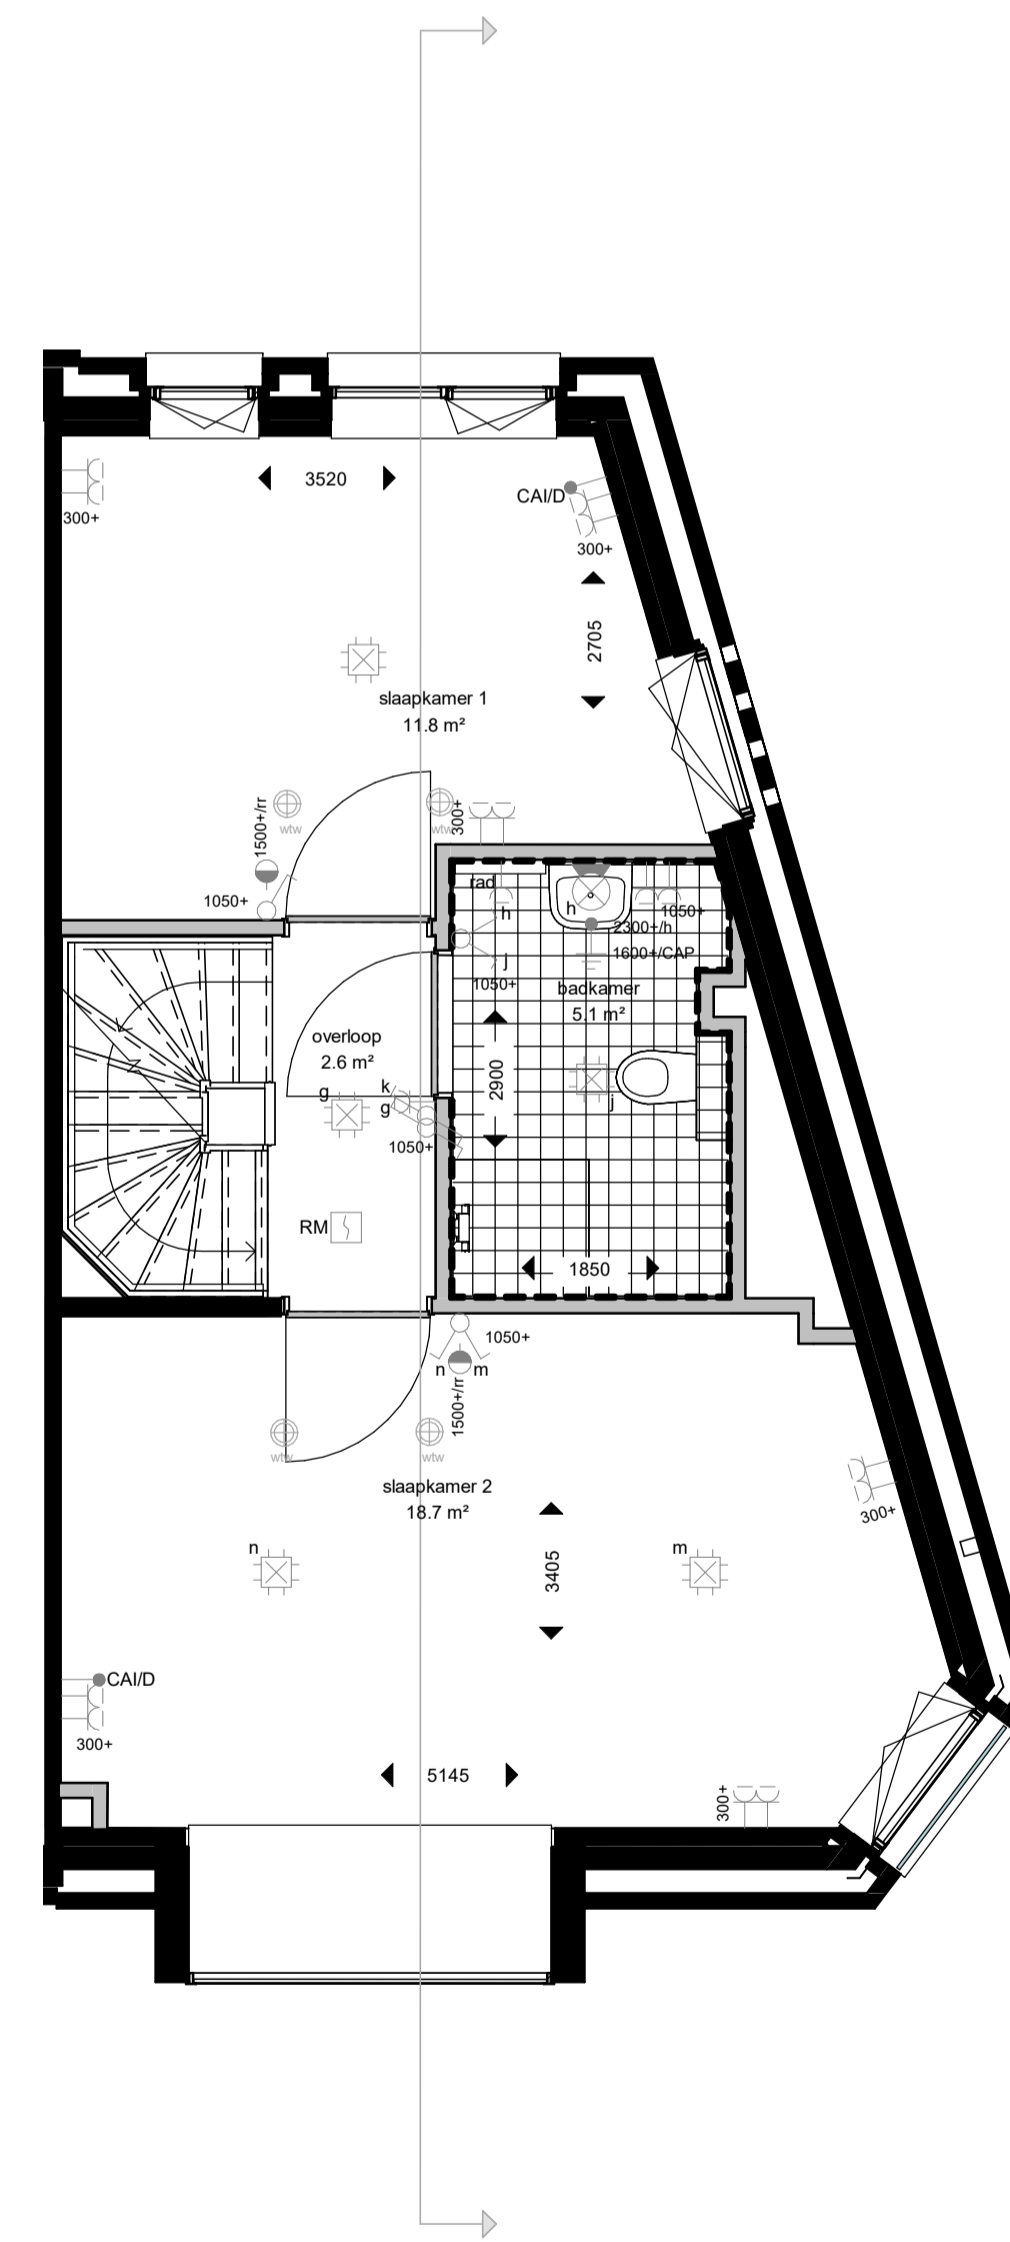 3520
CAI/D
300+
300+
2705
slaapkamer 1
11.8 m²
1500+/rr
wtw
wtw
300+
1050+
rad
h
h
1050+
2300+/h
j
1600+/CAP
1050+
badkamer
5.1 m²
overloop
2.6 m²
2900
g
k
g
j
1050+
RM
1850
1050+
n
m
1500+/rr
wtw
slaapkamer 2
18.7 m²
300+
n
m
3405
CAI/D
300+
5145
300+